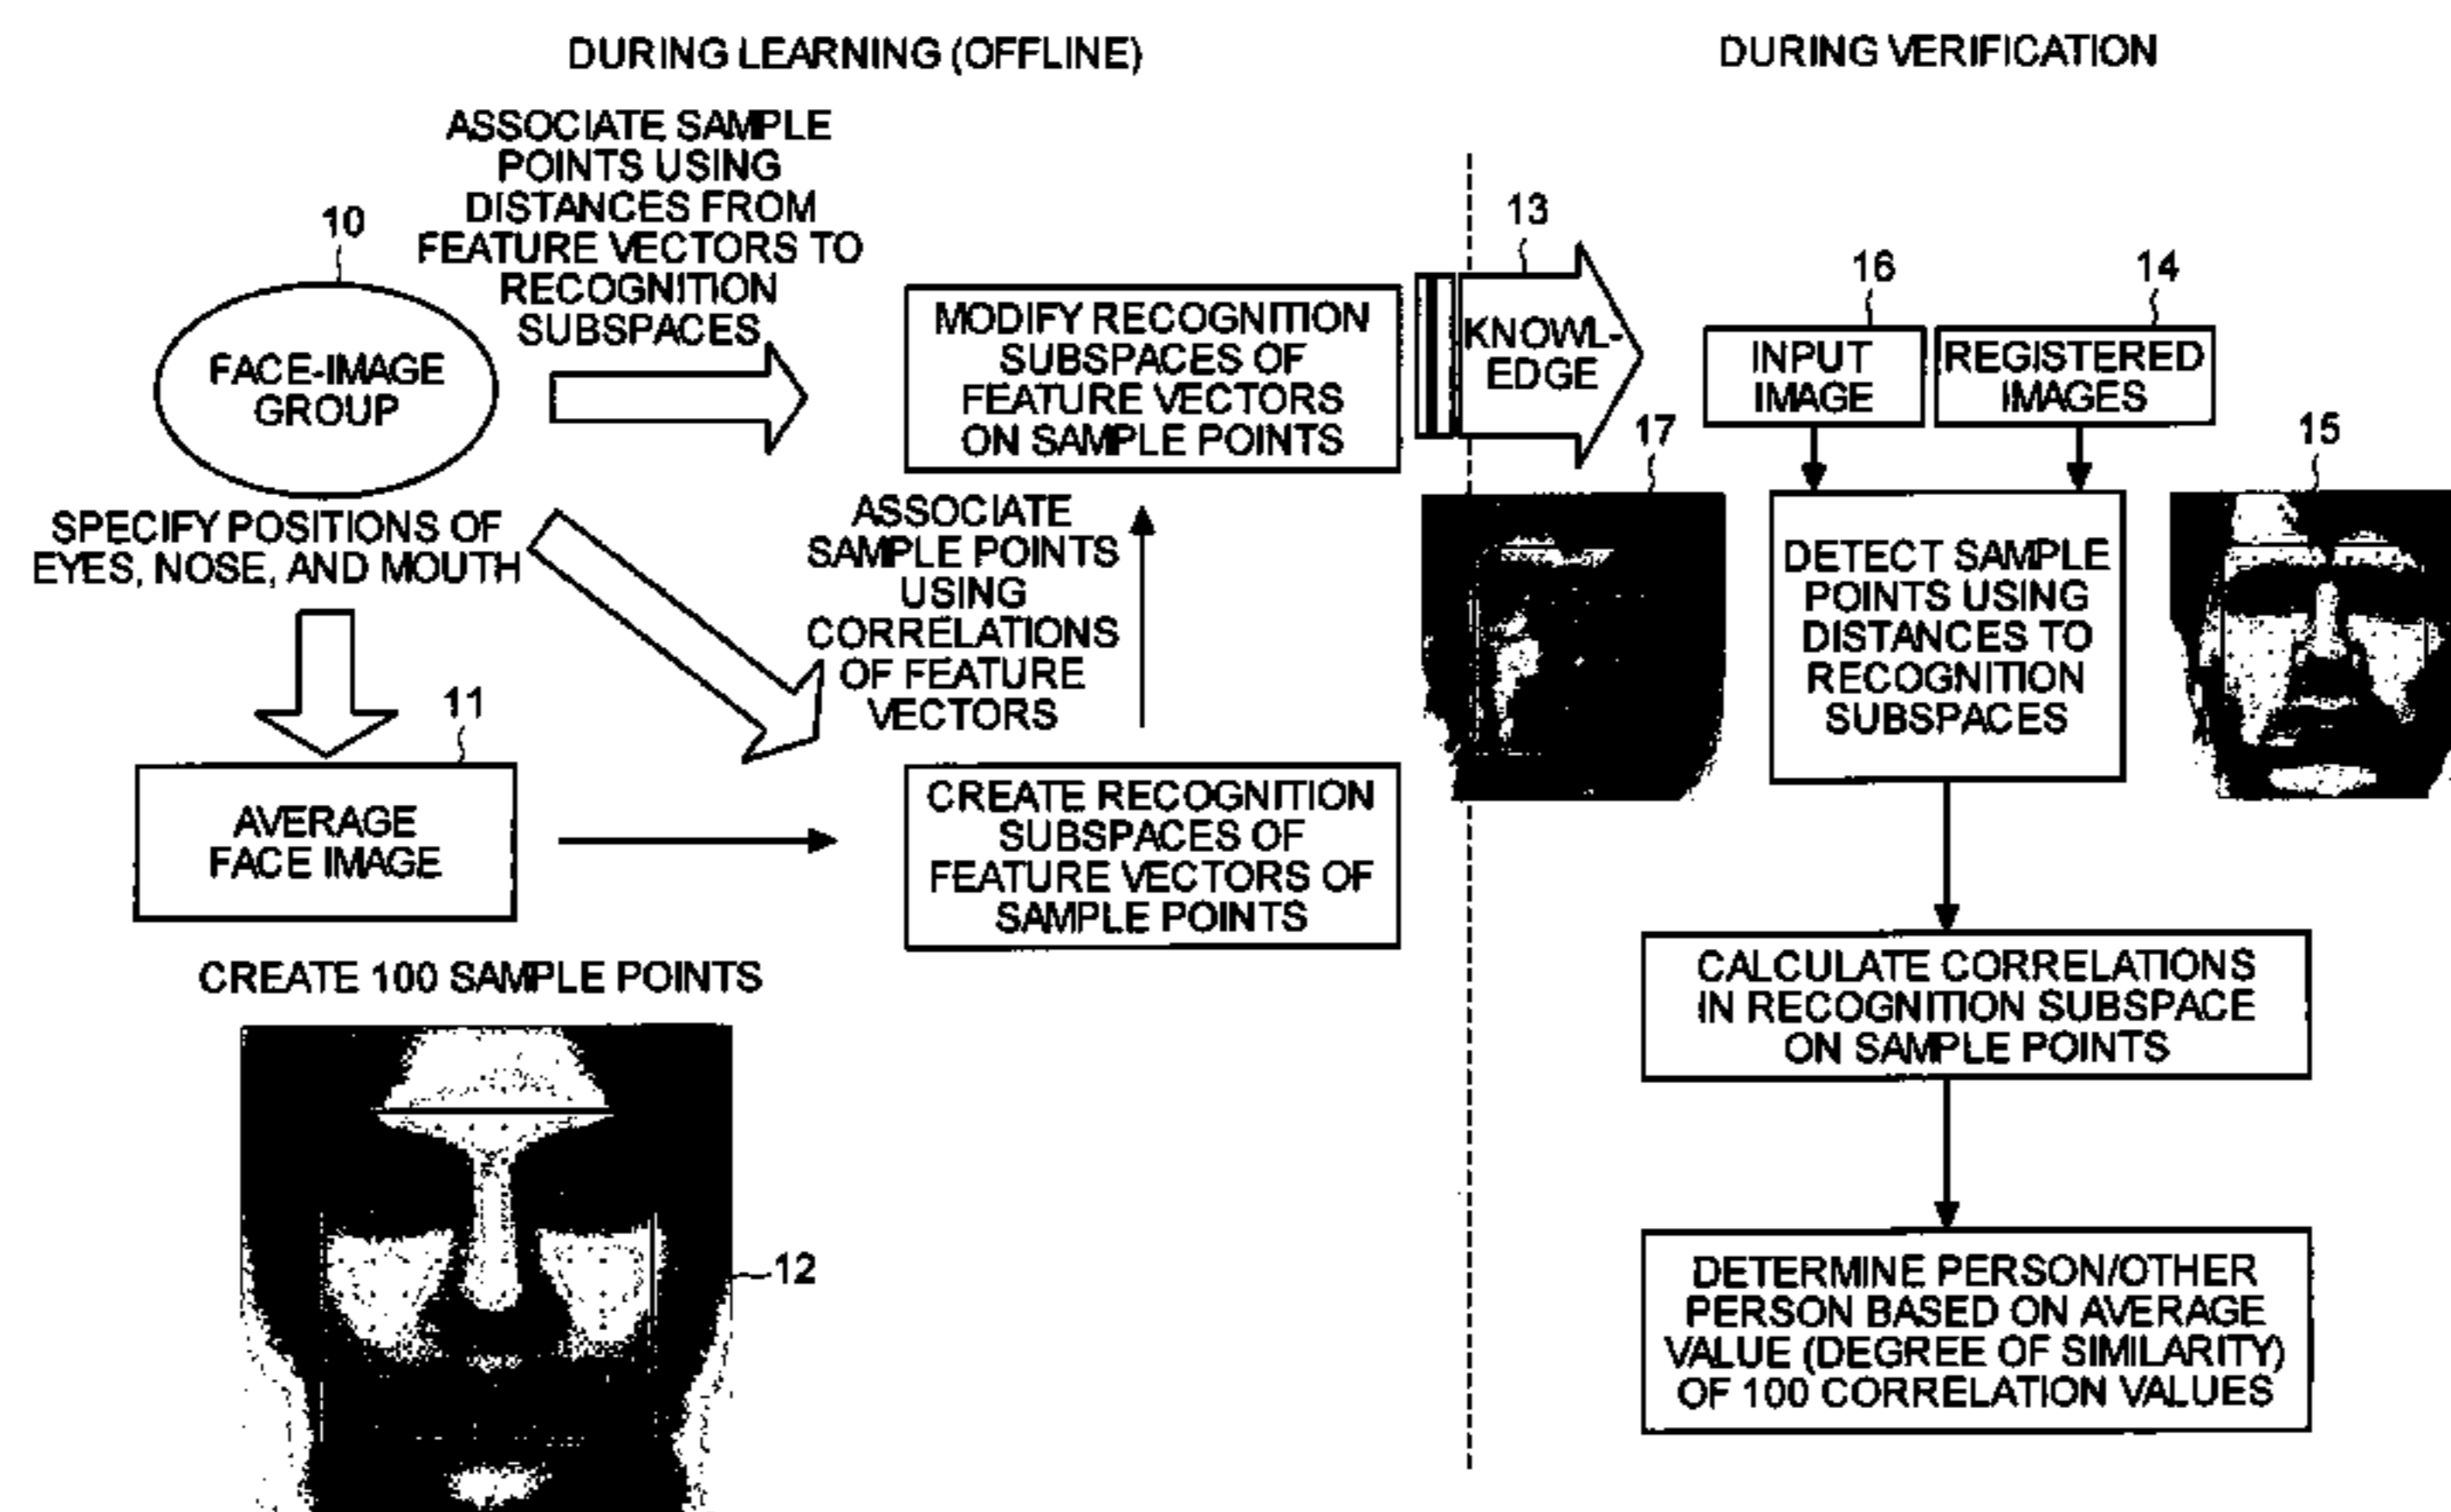 DURING LEARNING (OFFLINE)
DURING VERIFICATION
ASSOCIATE SAMPLE
POINTS USING
DISTANCES FROM
FEATURE VECTORS TO
RECOGNITION
SUBSPACES
10
FACE-IMAGE
GROUP
MODIFY RECOGNITION
SUBSPACES OF
FEATURE VECTORS
ON SAMPLE POINTS
13
KNOWL-
EDGE
16
INPUT
IMAGE
14
REGISTERED
IMAGES
17
15
SPECIFY POSITIONS OF
EYES, NOSE, AND MOUTH
ASSOCIATE
SAMPLE POINTS
USING
CORRELATIONS
OF FEATURE
VECTORS
DETECT SAMPLE
POINTS USING
DISTANCES TO
RECOGNITION
SUBSPACES
11
AVERAGE
FACE IMAGE
CREATE RECOGNITION
SUBSPACES OF
FEATURE VECTORS OF
SAMPLE POINTS
CREATE 100 SAMPLE POINTS
12
CALCULATE CORRELATIONS
IN RECOGNITION SUBSPACE
ON SAMPLE POINTS
DETERMINE PERSON/OTHER
PERSON BASED ON AVERAGE
VALUE (DEGREE OF SIMILARITY)
OF 100 CORRELATION VALUES